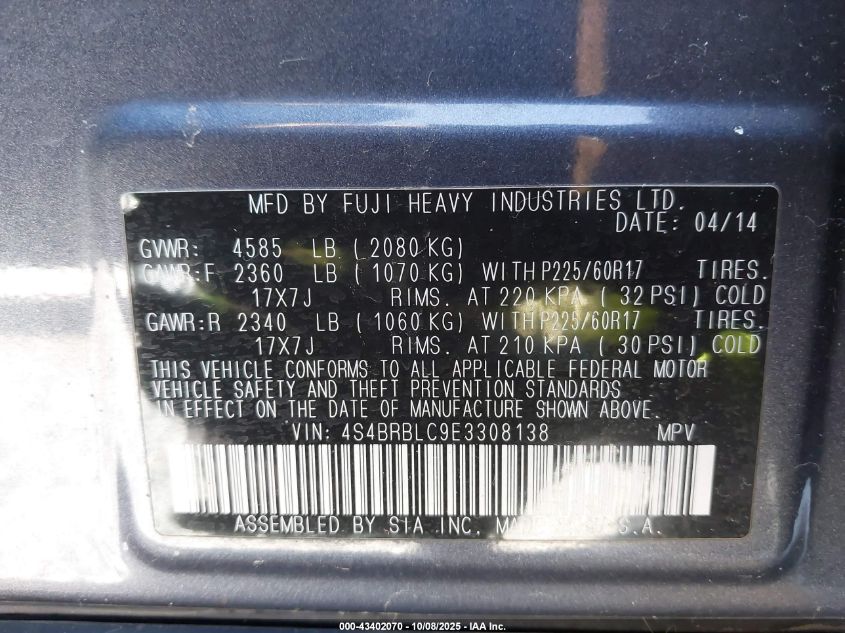 MFD BY FUJI HEAVY INDUSTRIES LTD.
DATE: 04/14
GVWR: 4585 LB (2080 KG)
GAWR:F 2360 LB (1070 KG) WITH P225/60R17 TIRES.
17X7J RIMS. AT 220 KPA (32 PSI) COLD
GAWR:R 2340 LB (1060 KG) WITH P225/60R17 TIRES.
17X7J RIMS. AT 210 KPA (30 PSI) COLD
THIS VEHICLE CONFORMS TO ALL APPLICABLE FEDERAL MOTOR
VEHICLE SAFETY AND THEFT PREVENTION STANDARDS
IN EFFECT ON THE DATE OF MANUFACTURE SHOWN ABOVE.
VIN: 4S4BRBLC9E3308138 MPV
ASSEMBLED BY SIA INC. U.S.A.
000-43402070 - 10/08/2025 - IAA Inc.